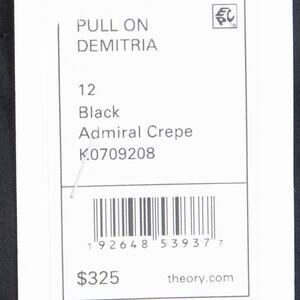 PULL ON
DEMITRIA
12
Black
Admiral Crepe
K0709208
1 92648 53937 7
$325 theory.com